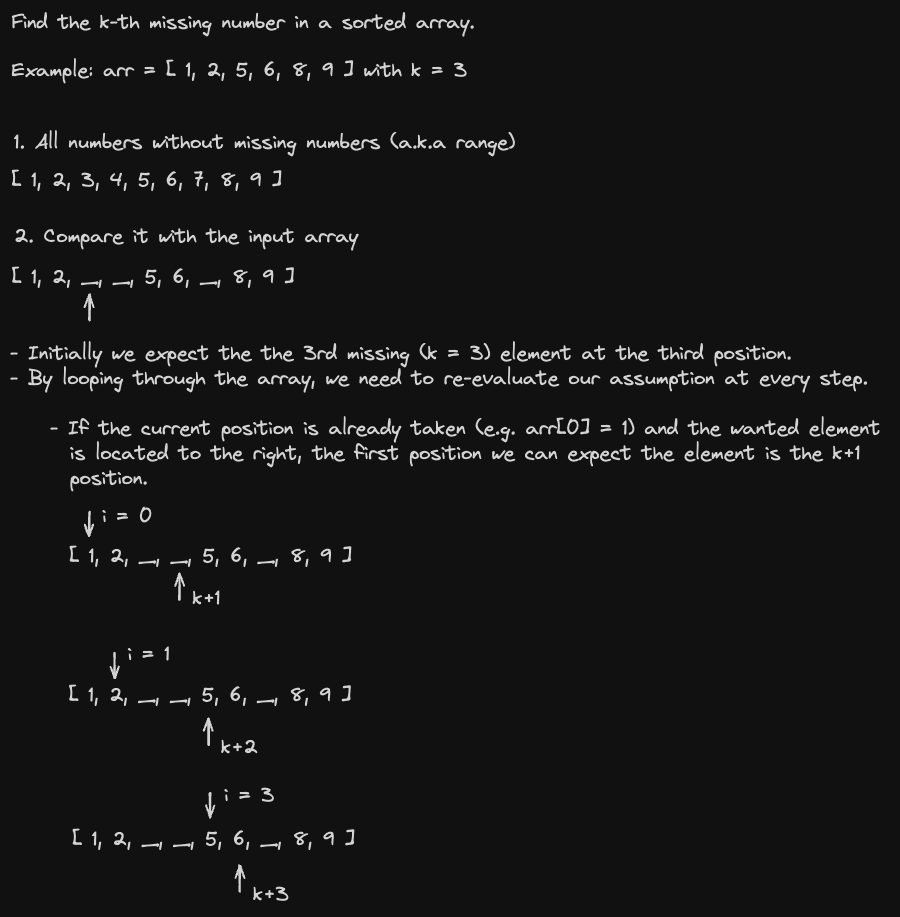 Find the k-th missing number in a sorted array.
Example: arr = [ 1, 2, 5, 6, 8, 9 ] with k = 3
1. All numbers without missing numbers (a.k.a range)
[ 1, 2, 3, 4, 5, 6, 7, 8, 9 ]
2. Compare it with the input array
[ 1, 2, _, _, 5, 6, _, 8, 9 ]
- Initially we expect the the 3rd missing (k = 3) element at the third position.
- By looping through the array, we need to re-evaluate our assumption at every step.
- If the current position is already taken (e.g. arr[0] = 1) and the wanted element
is located to the right, the first position we can expect the element is the k+1
position.
i = 0
[ 1, 2, _, _, 5, 6, _, 8, 9 ]
k+1
i = 1
[ 1, 2, _, _, 5, 6, _, 8, 9 ]
k+2
i = 3
[ 1, 2, _, _, 5, 6, _, 8, 9 ]
k+3